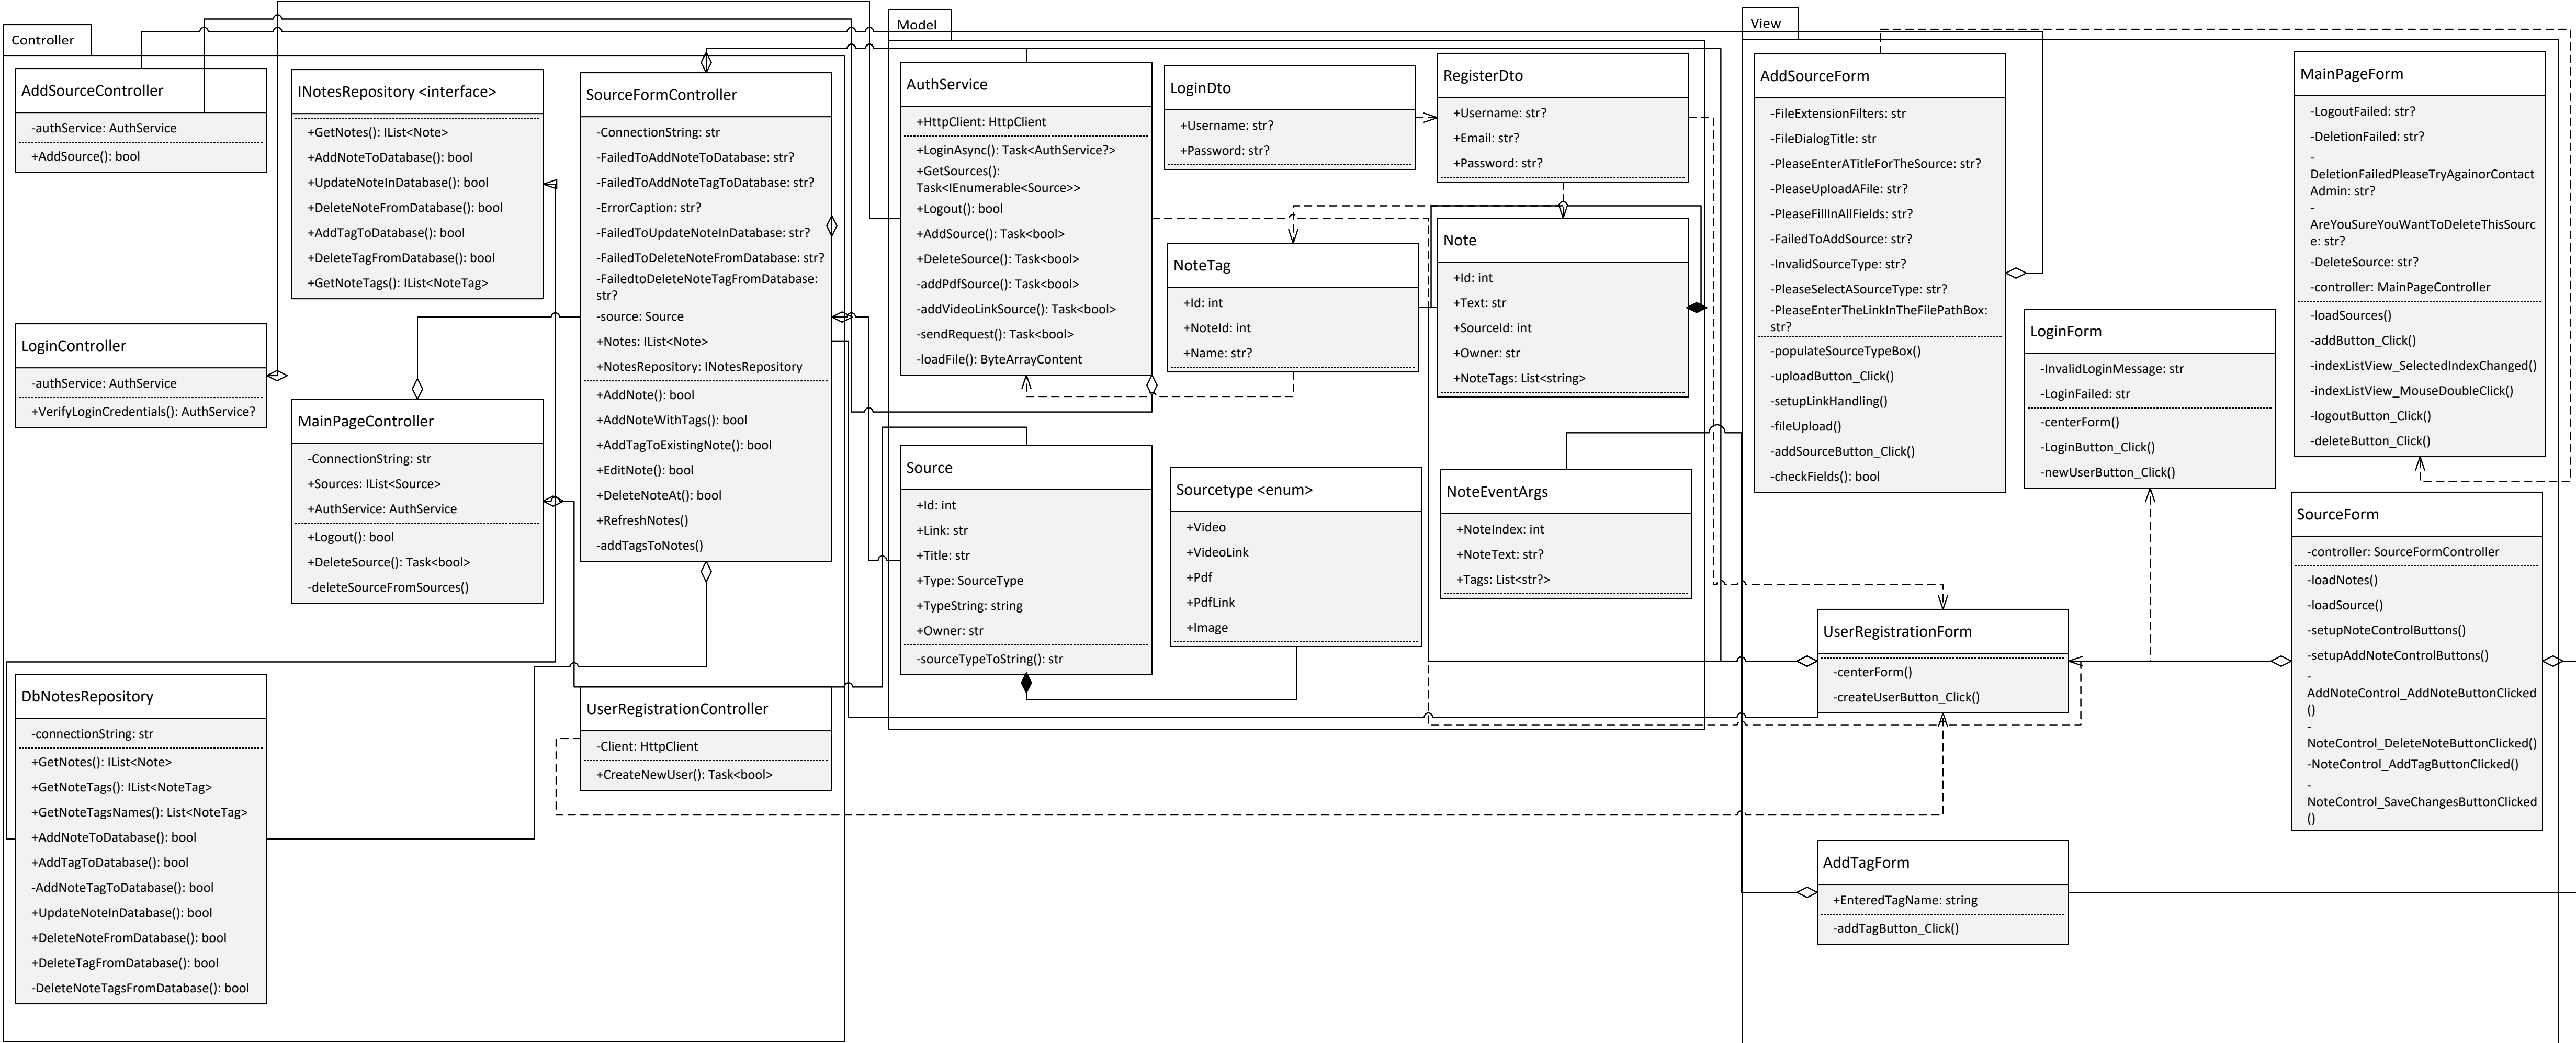 Controller
AddSourceController
-authService: AuthService
+AddSource(): bool
INotesRepository <interface>
+GetNotes(): IList<Note>
+AddNoteToDatabase(): bool
+UpdateNoteInDatabase(): bool
+DeleteNoteFromDatabase(): bool
+AddTagToDatabase(): bool
+DeleteTagFromDatabase(): bool
+GetNoteTags(): IList<NoteTag>
SourceFormController
-ConnectionString: str
-FailedToAddNoteToDatabase: str?
-FailedToAddNoteTagToDatabase: str?
-ErrorCaption: str?
-FailedToUpdateNoteInDatabase: str?
-FailedToDeleteNoteFromDatabase: str?
-FailedtoDeleteNoteTagFromDatabase:
str?
-source: Source
+Notes: IList<Note>
+NotesRepository: INotesRepository
+AddNote(): bool
+AddNoteWithTags(): bool
+AddTagToExistingNote(): bool
+EditNote(): bool
+DeleteNoteAt(): bool
+RefreshNotes()
-addTagsToNotes()
LoginController
-authService: AuthService
+VerifyLoginCredentials(): AuthService?
MainPageController
-ConnectionString: str
+Sources: IList<Source>
+AuthService: AuthService
+Logout(): bool
+DeleteSource(): Task<bool>
-deleteSourceFromSources()
DbNotesRepository
-connectionString: str
+GetNotes(): IList<Note>
+GetNoteTags(): IList<NoteTag>
+GetNoteTagsNames(): List<NoteTag>
+AddNoteToDatabase(): bool
+AddTagToDatabase(): bool
-AddNoteTagToDatabase(): bool
+UpdateNoteInDatabase(): bool
+DeleteNoteFromDatabase(): bool
+DeleteTagFromDatabase(): bool
-DeleteNoteTagsFromDatabase(): bool
UserRegistrationController
-Client: HttpClient
+CreateNewUser(): Task<bool>
Model
AuthService
+HttpClient: HttpClient
+LoginAsync(): Task<AuthService?>
+GetSources():
Task<IEnumerable<Source>>
+Logout(): bool
+AddSource(): Task<bool>
+DeleteSource(): Task<bool>
-addPdfSource(): Task<bool>
-addVideoLinkSource(): Task<bool>
-sendRequest(): Task<bool>
-loadFile(): ByteArrayContent
LoginDto
+Username: str?
+Password: str?
RegisterDto
+Username: str?
+Email: str?
+Password: str?
NoteTag
+Id: int
+NoteId: int
+Name: str?
Note
+Id: int
+Text: str
+SourceId: int
+Owner: str
+NoteTags: List<string>
Source
+Id: int
+Link: str
+Title: str
+Type: SourceType
+TypeString: string
+Owner: str
-sourceTypeToString(): str
Sourcetype <enum>
+Video
+VideoLink
+Pdf
+PdfLink
+Image
NoteEventArgs
+NoteIndex: int
+NoteText: str?
+Tags: List<str?>
View
AddSourceForm
-FileExtensionFilters: str
-FileDialogTitle: str
-PleaseEnterATitleForTheSource: str?
-PleaseUploadAFile: str?
-PleaseFillInAllFields: str?
-FailedToAddSource: str?
-InvalidSourceType: str?
-PleaseSelectASourceType: str?
-PleaseEnterTheLinkInTheFilePathBox:
str?
-populateSourceTypeBox()
-uploadButton_Click()
-setupLinkHandling()
-fileUpload()
-addSourceButton_Click()
-checkFields(): bool
LoginForm
-InvalidLoginMessage: str
-LoginFailed: str
-centerForm()
-LoginButton_Click()
-newUserButton_Click()
MainPageForm
-LogoutFailed: str?
-DeletionFailed: str?
-
DeletionFailedPleaseTryAgainorContact
Admin: str?
-
AreYouSureYouWantToDeleteThisSourc
e: str?
-DeleteSource: str?
-controller: MainPageController
-loadSources()
-addButton_Click()
-indexListView_SelectedIndexChanged()
-indexListView_MouseDoubleClick()
-logoutButton_Click()
-deleteButton_Click()
SourceForm
-controller: SourceFormController
-loadNotes()
-loadSource()
-setupNoteControlButtons()
-setupAddNoteControlButtons()
-
AddNoteControl_AddNoteButtonClicked
()
-
NoteControl_DeleteNoteButtonClicked()
-NoteControl_AddTagButtonClicked()
-
NoteControl_SaveChangesButtonClicked
()
UserRegistrationForm
-centerForm()
-createUserButton_Click()
AddTagForm
+EnteredTagName: string
-addTagButton_Click()